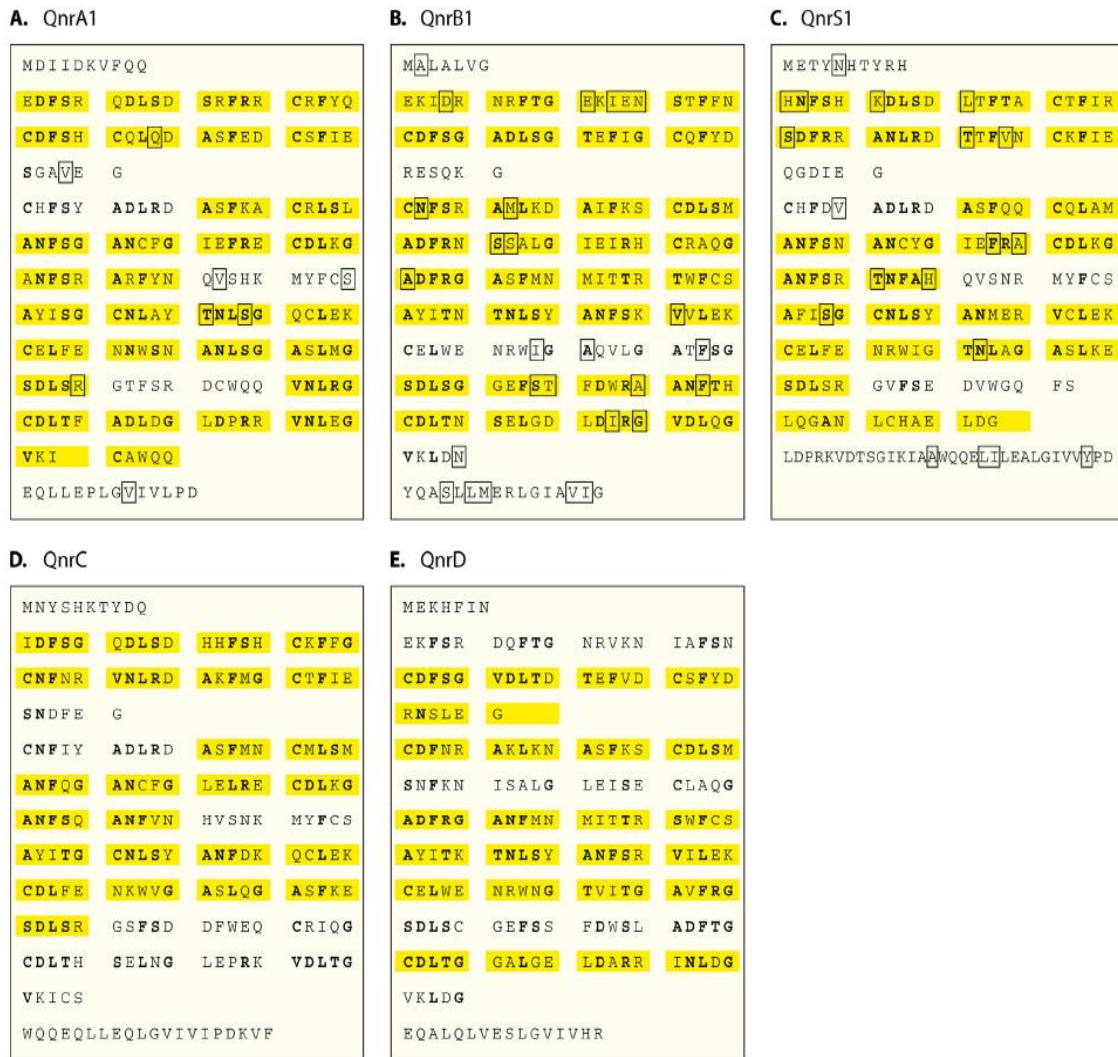 A. QnrA1
MDIIDKVFQQ
EDFSR QDLSD SRFRR CRFYQ
CDFSH CQLQD ASFED CSFIE
SGAVE G
CHFSY ADLRD ASFKA CRLSL
ANFSG ANCFG IEFRE CDLKG
ANFSR ARFYN QVSHK MYFCS
AYISG CNLAY TNLSG QCLEK
CELFE NNWSN ANLSG ASLMG
SDLSR GTFSR DCWQQ VNLRG
CDLTF ADLDG LDPRR VNLEG
VKI CAWQQ
EQLLEPLGVIVLPD
B. QnrB1
MALALVG
EKIDR NRFTG EKIEN STFFN
CDFSG ADLSG TEFIG CQFYD
RESQK G
CNFSR AMLKD AIFKS CDLSM
ADFRN SSALG IEIRH CRAQG
ADFRG ASFMN MITTR TWFCS
AYITN TNLSY ANFSK VVLEK
CELWE NRWIG AQVLG ATFSG
SDLSG GEFST FDWRA ANFTH
CDLTN SELGD LDIRG VDLQG
VKLDN
YQASLLMERLGIAVIG
C. QnrS1
METYNHTYRH
HNFSH KDLSD LTFTA CTFIR
SDFRR ANLRD TTFVN CKFIE
QGDIE G
CHFDV ADLRD ASFQQ CQLAM
ANFSN ANCYG IEFRA CDLKG
ANFSR TNFAH QVSNR MYFCS
AFISG CNLSY ANMER VCLEK
CELFE NRWIG TNLAG ASLKE
SDLSR GVFSE DVWGQ FS
LQGAN LCHAE LDG
LDPRKVDTSGIKIAAWQQELILEALGIVVYPD
D. QnrC
MNYSHKTYDQ
IDFSG QDLSD HHFSH CKFFG
CNFNR VNLRD AKFMG CTFIE
SNDFE G
CNFIY ADLRD ASFMN CMLSM
ANFQG ANCFG LELRE CDLKG
ANFSQ ANFVN HVSNK MYFCS
AYITG CNLSY ANFDK QCLEK
CDLFE NKWVG ASLQG ASFKE
SDLSR GSFSD DFWEQ CRIQG
CDLTH SELNG LEPRK VDLTG
VKICS
WQQEQLLEQLGVIVIPDKVF
E. QnrD
MEKHFIN
EKFSR DQFTG NRVKN IAFSN
CDFSG VDLTD TEFVD CSFYD
RNSLE G
CDFNR AKLKN ASFKS CDLSM
SNFKN ISALG LEISE CLAQG
ADFRG ANFMN MITTR SWFCS
AYITK TNLSY ANFSR VILEK
CELWE NRWNG TVITG AVFRG
SDLSC GEFSS FDWSL ADFTG
CDLTG GALGE LDARR INLDG
VKLDG
EQALQLVESLGVIVHR